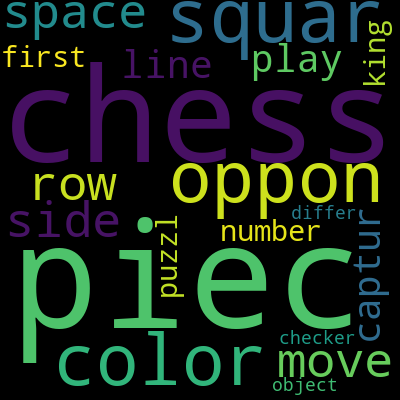 space squar
first line play king
chess
row oppon
side differ
number
puzzl captur
piec
checker
color move
object